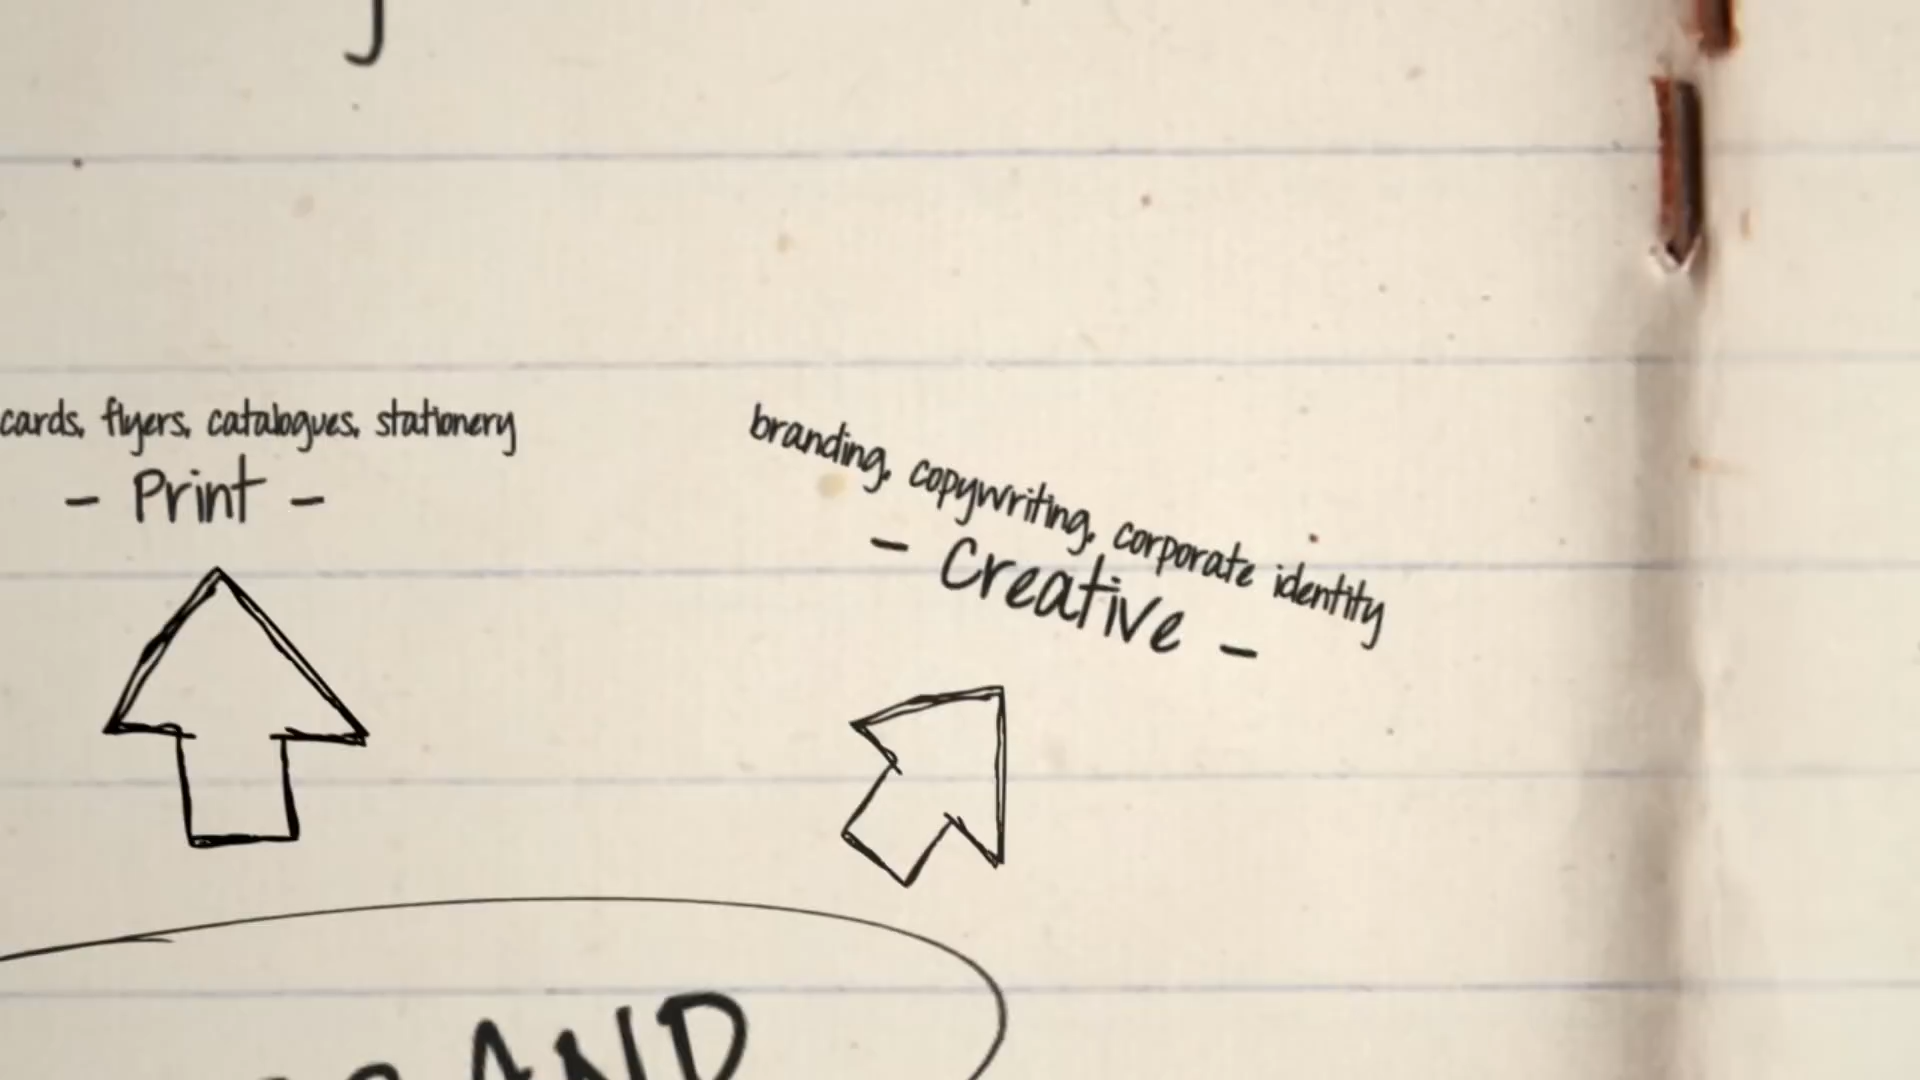 cards, flyers, catalogues, stationery
- Print -
branding, copywriting, corporate identity
- Creative -